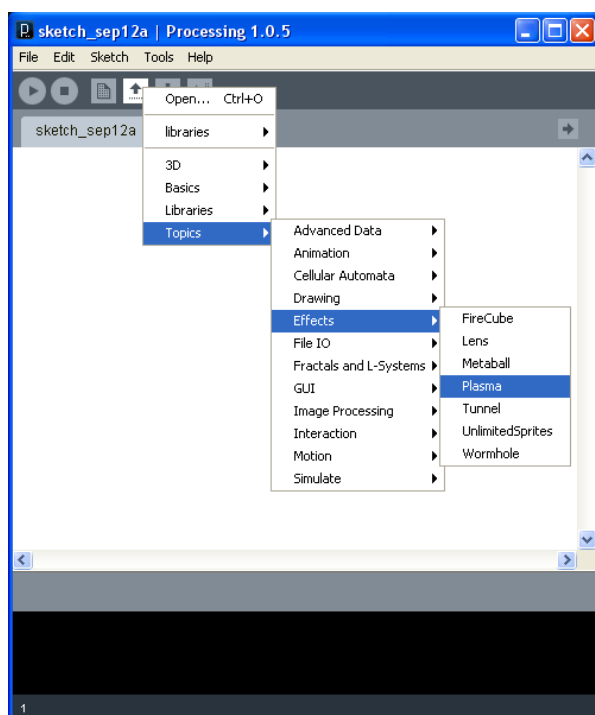 sketch_sep12a | Processing 1.0.5
File Edit Sketch Tools Help
Open... Ctrl+O
sketch_sep12a
libraries
3D
Basics
Libraries
Topics
Advanced Data
Animation
Cellular Automata
Drawing
Effects
File IO
Fractals and L-Systems
GUI
Image Processing
Interaction
Motion
Simulate
FireCube
Lens
Metaball
Plasma
Tunnel
UnlimitedSprites
Wormhole
1